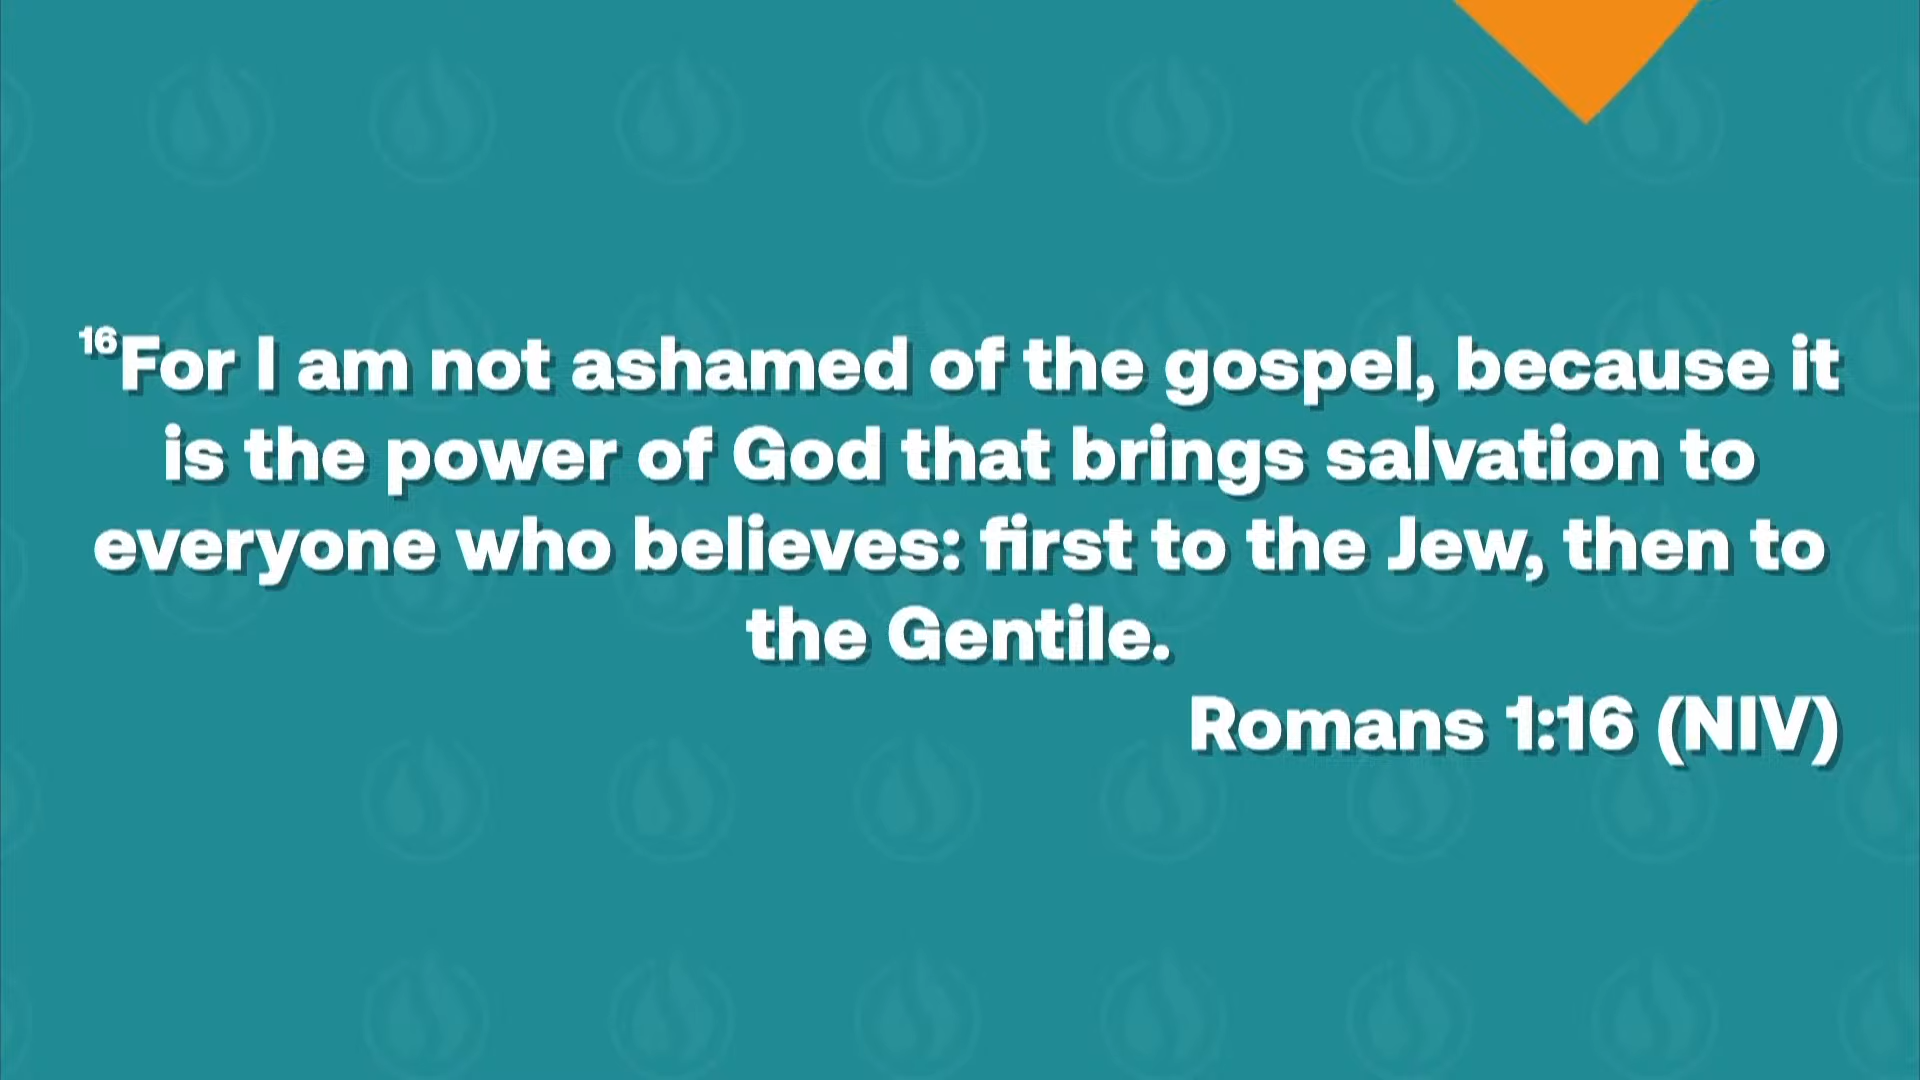 ¹⁶For I am not ashamed of the gospel, because it
is the power of God that brings salvation to
everyone who believes: first to the Jew, then to
the Gentile.
Romans 1:16 (NIV)